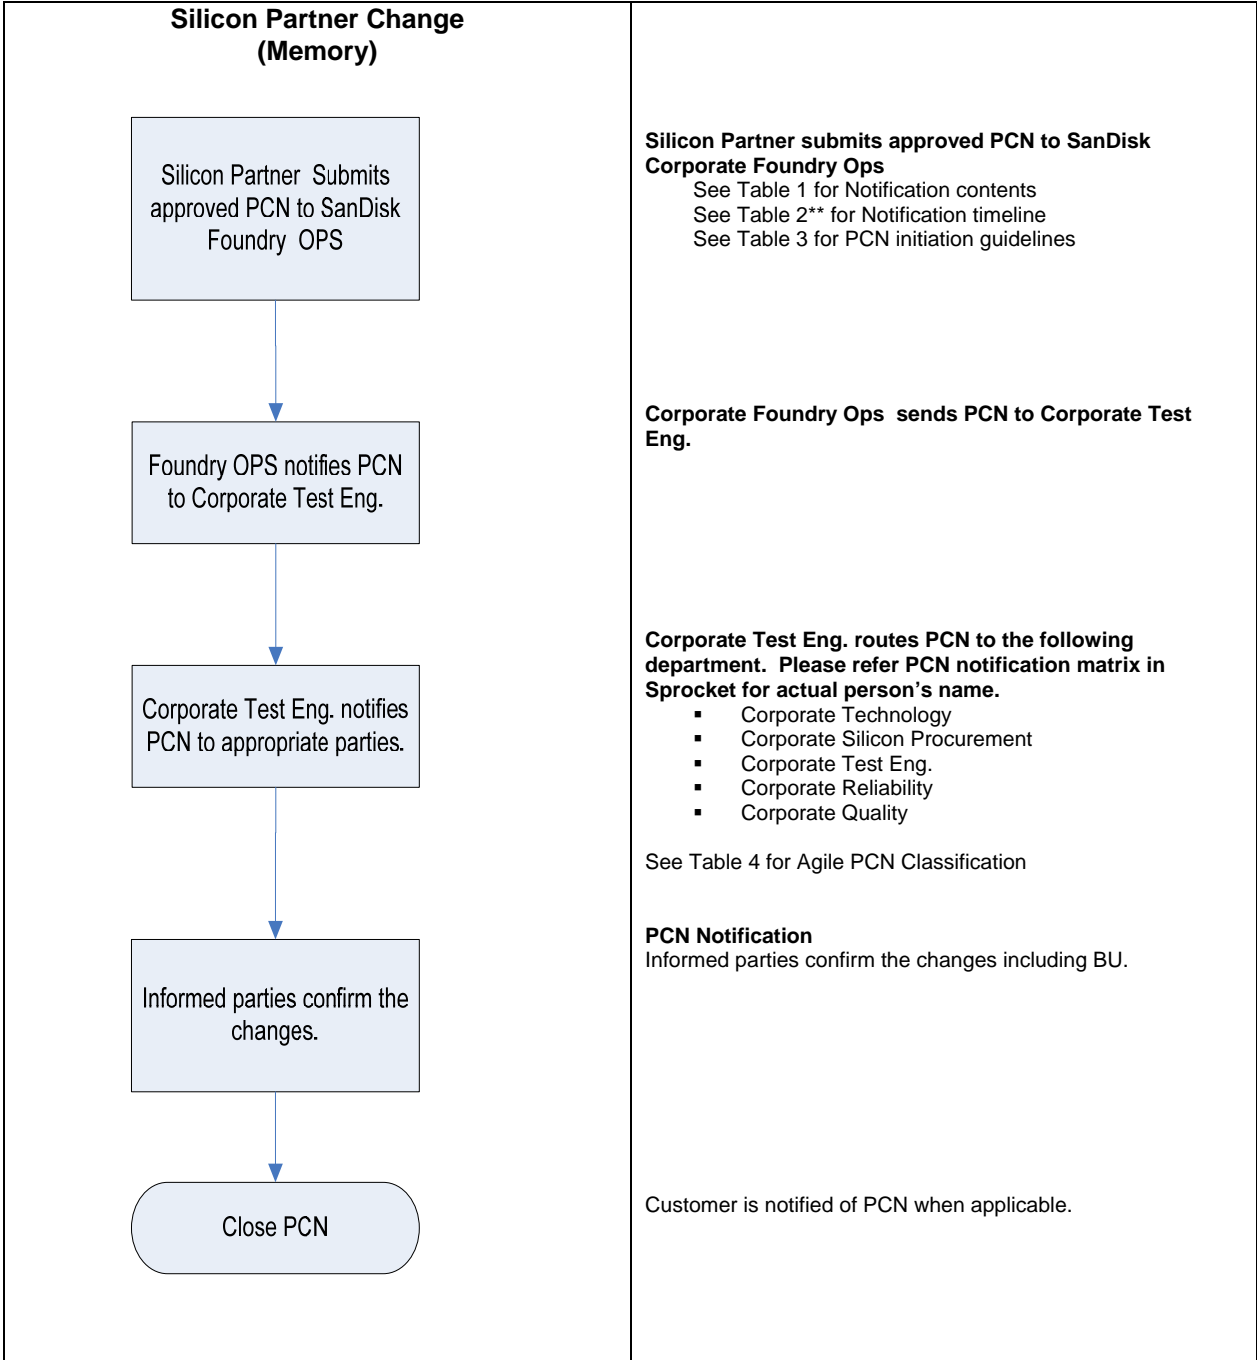 Silicon Partner Change
(Memory)
Silicon Partner Submits
approved PCN to SanDisk
Foundry OPS
Silicon Partner submits approved PCN to SanDisk
Corporate Foundry Ops
See Table 1 for Notification contents
See Table 2** for Notification timeline
See Table 3 for PCN initiation guidelines
Foundry OPS notifies PCN
to Corporate Test Eng.
Corporate Foundry Ops sends PCN to Corporate Test
Eng.
Corporate Test Eng. notifies
PCN to appropriate parties.
Corporate Test Eng. routes PCN to the following
department. Please refer PCN notification matrix in
Sprocket for actual person’s name.
▪ Corporate Technology
▪ Corporate Silicon Procurement
▪ Corporate Test Eng.
▪ Corporate Reliability
▪ Corporate Quality
See Table 4 for Agile PCN Classification
Informed parties confirm the
changes.
PCN Notification
Informed parties confirm the changes including BU.
Close PCN
Customer is notified of PCN when applicable.